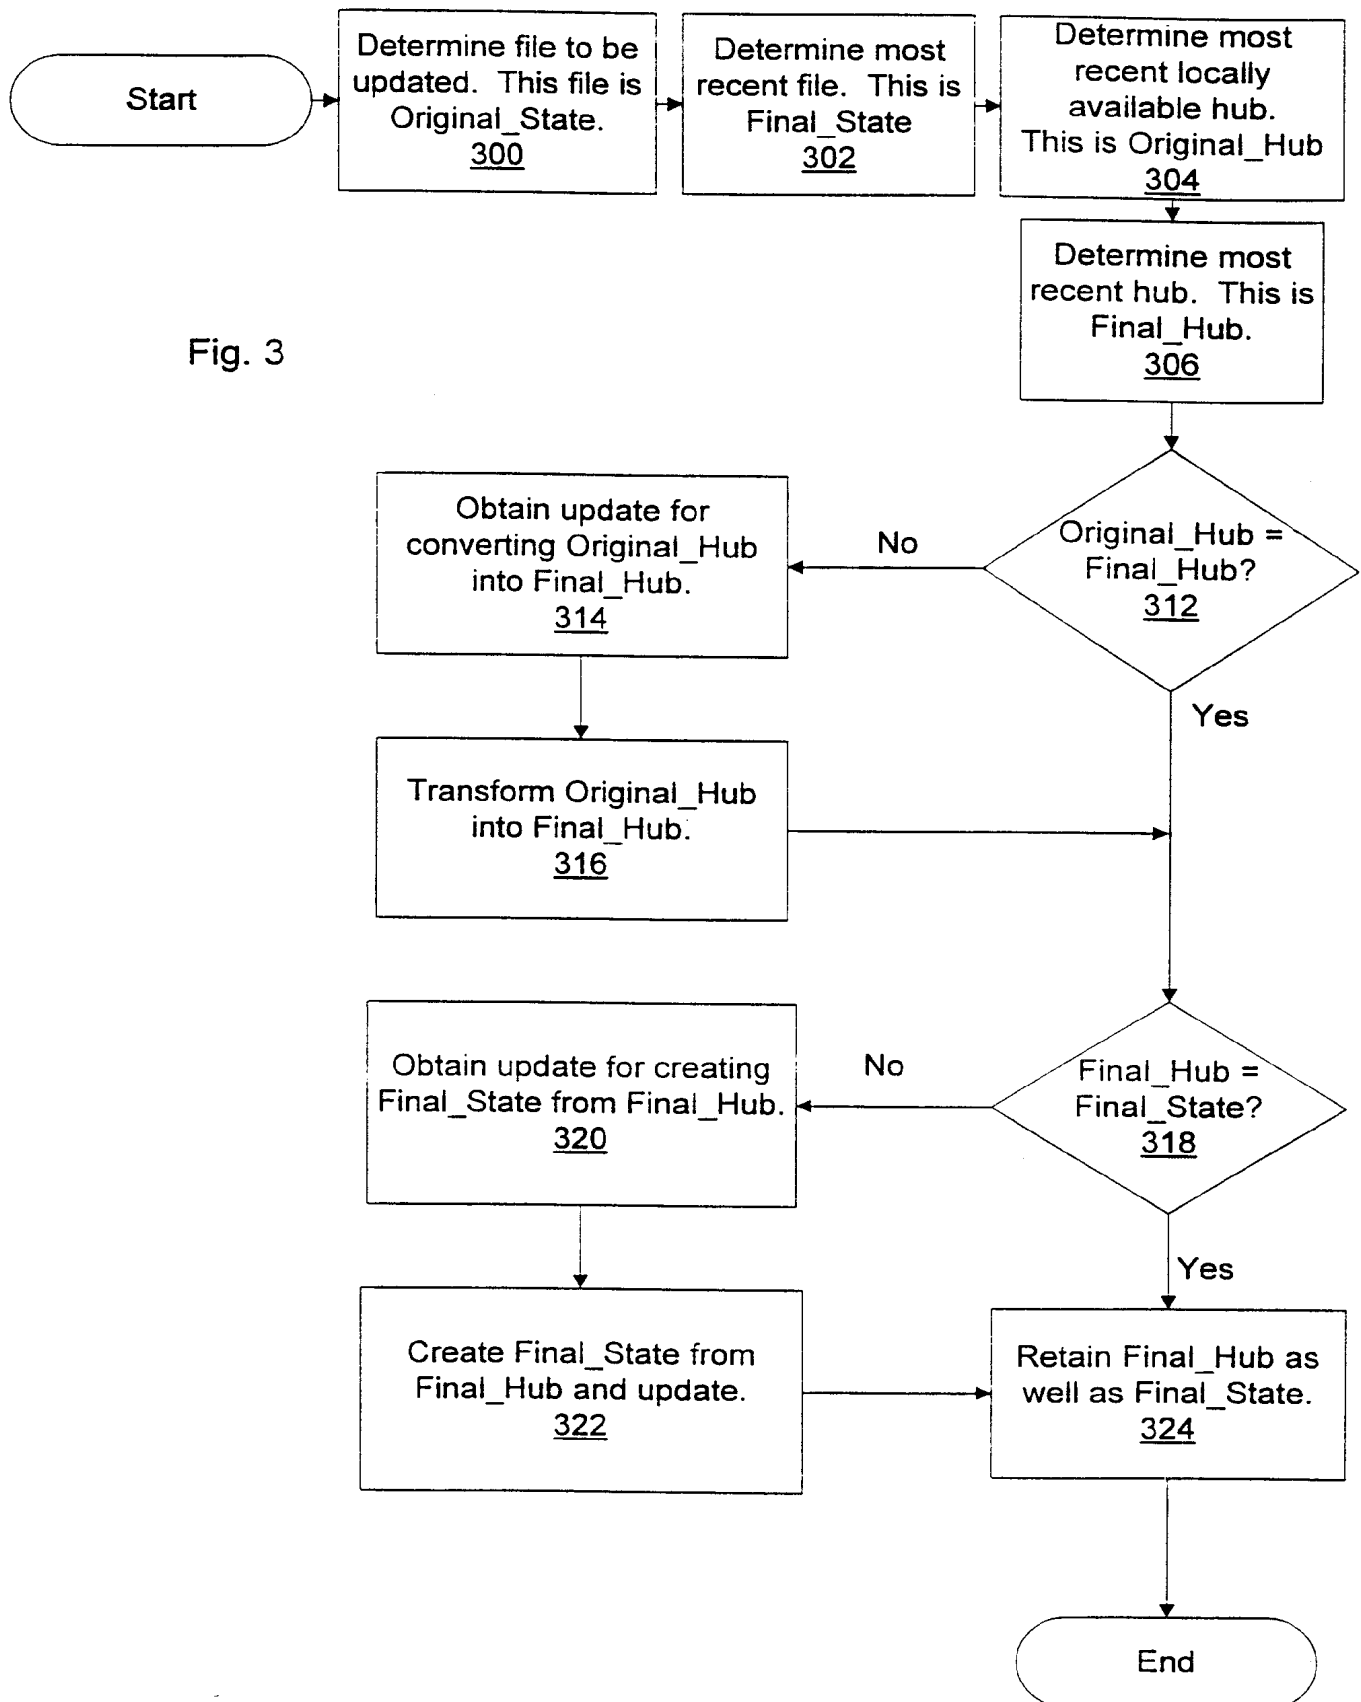 Start
Determine file to be
updated. This file is
Original_State.
300
Determine most
recent file. This is
Final_State
302
Determine most
recent locally
available hub.
This is Original_Hub
304
Determine most
recent hub. This is
Final_Hub.
306
Fig. 3
Original_Hub =
Final_Hub?
312
No
Obtain update for
converting Original_Hub
into Final_Hub.
314
Yes
Transform Original_Hub
into Final_Hub.
316
Final_Hub =
Final_State?
318
No
Obtain update for creating
Final_State from Final_Hub.
320
Yes
Create Final_State from
Final_Hub and update.
322
Retain Final_Hub as
well as Final_State.
324
End